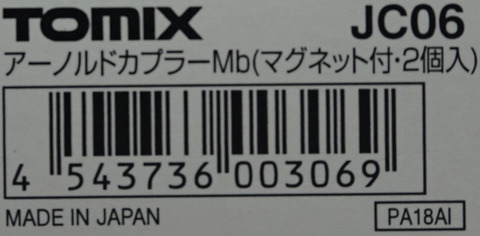 TOMIX JC06
アーノルドカプラーMb(マグネット付・2個入)
4 543736 003069
MADE IN JAPAN PA18AI